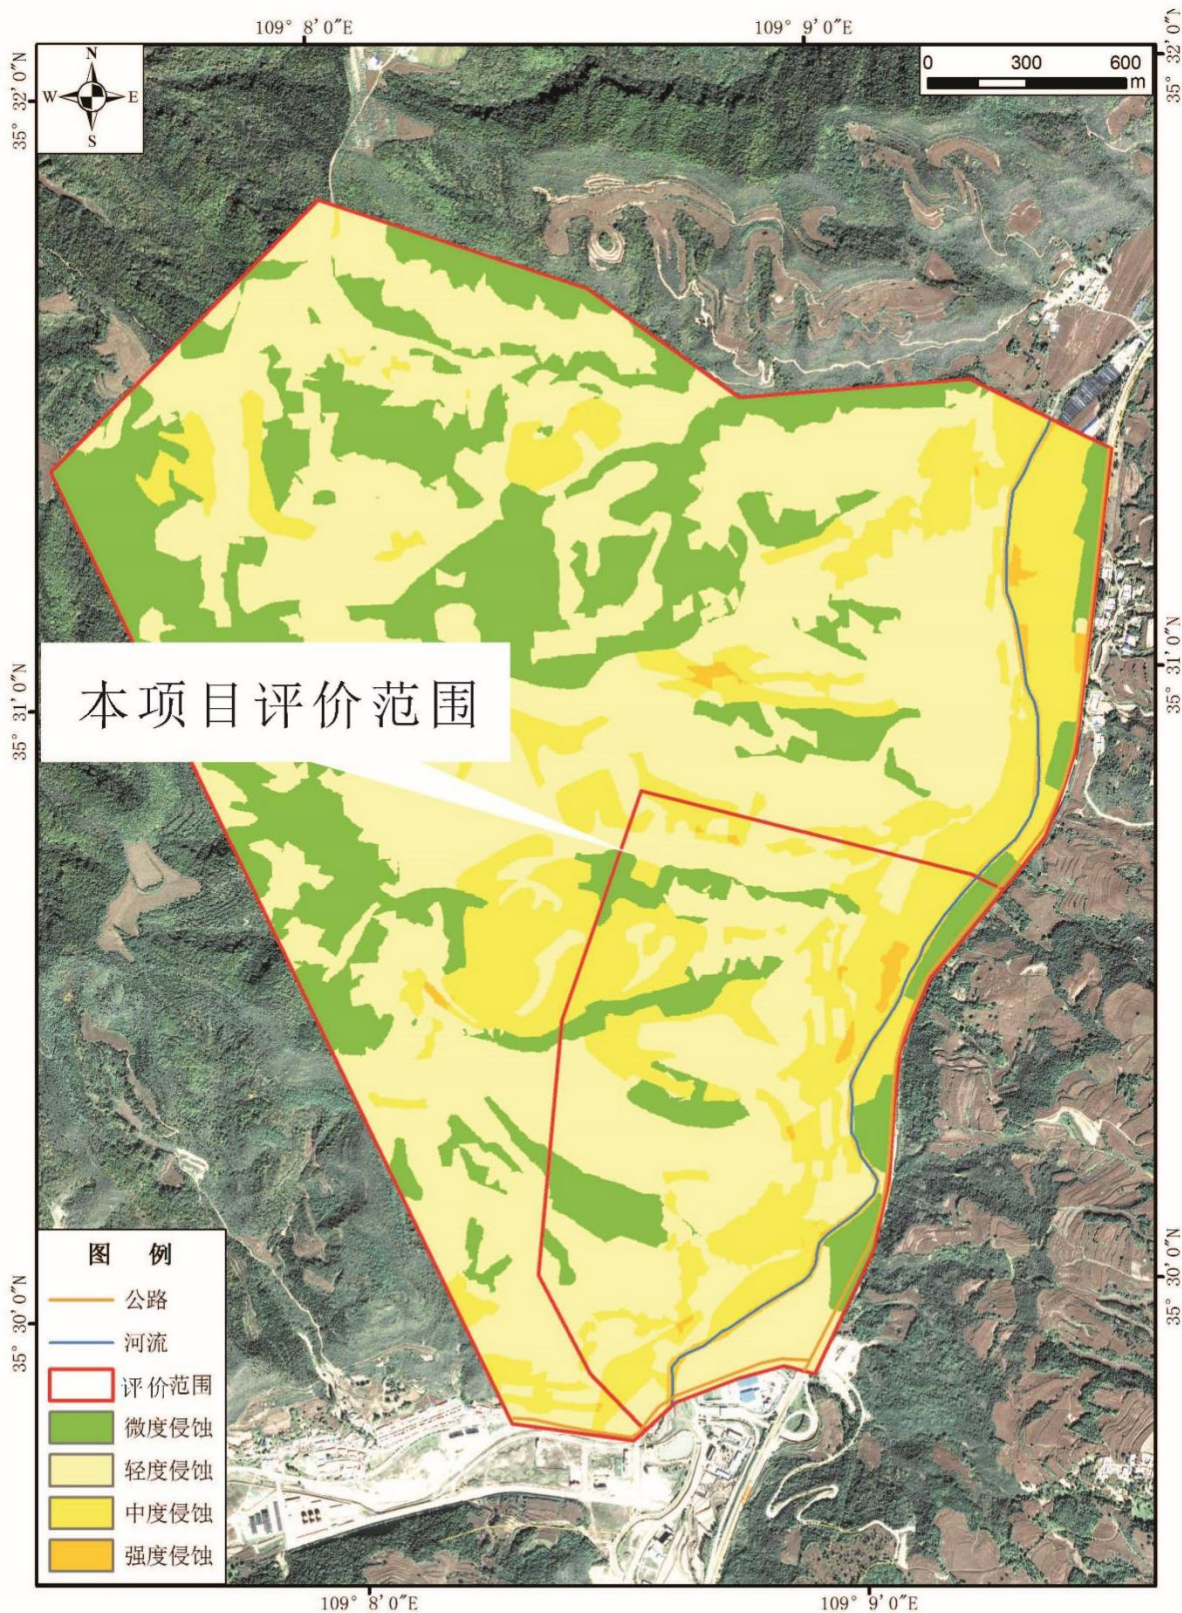 109° 8′ 0″E
109° 9′ 0″E
N
W
E
S
0
300
600
m
35° 32′ 0″N
35° 32′ 0″N
35° 31′ 0″N
35° 31′ 0″N
本项目评价范围
35° 30′ 0″N
35° 30′ 0″N
图 例
公路
河流
评价范围
微度侵蚀
轻度侵蚀
中度侵蚀
强度侵蚀
109° 8′ 0″E
109° 9′ 0″E